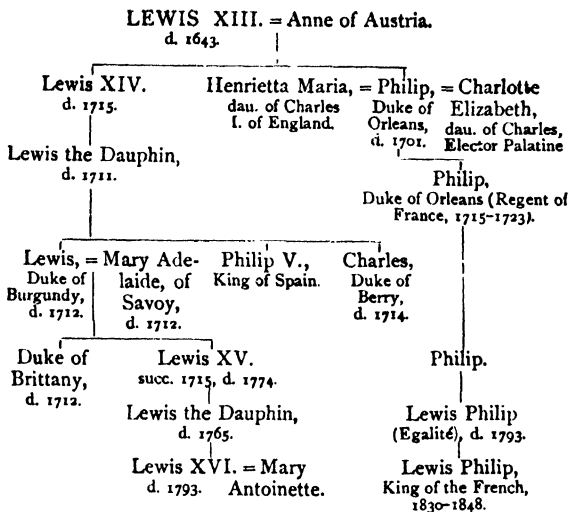 LEWIS XIII. = Anne of Austria.
d. 1643.
Lewis XIV.
d. 1715.
Henrietta Maria, = Philip, = Charlotte
dau. of Charles Duke of Elizabeth,
I. of England. Orleans, dau. of Charles,
d. 1701. Elector Palatine
Lewis the Dauphin,
d. 1711.
Philip,
Duke of Orleans (Regent of
France, 1715-1723).
Lewis, = Mary Ade-
Duke of laide, of
Burgundy, Savoy,
d. 1712. d. 1712.
Philip V.,
King of Spain.
Charles,
Duke of
Berry,
d. 1714.
Duke of
Brittany,
d. 1712.
Lewis XV.
succ. 1715, d. 1774.
Philip.
Lewis the Dauphin,
d. 1765.
Lewis Philip
(Egalité), d. 1793.
Lewis XVI. = Mary
d. 1793. Antoinette.
Lewis Philip,
King of the French,
1830-1848.